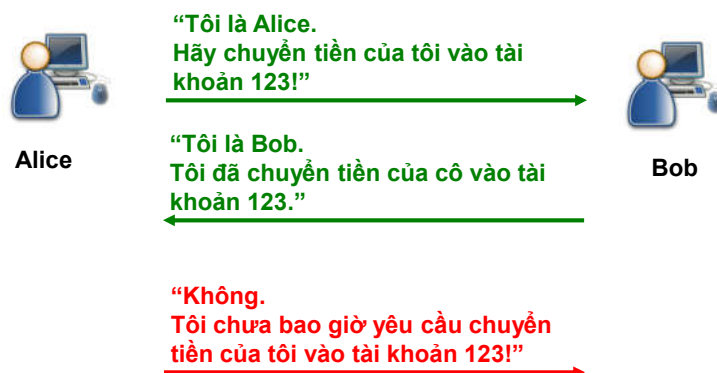 “Tôi là Alice.
Hãy chuyển tiền của tôi vào tài
khoản 123!”
Alice
“Tôi là Bob.
Tôi đã chuyển tiền của cô vào tài
khoản 123.”
Bob
“Không.
Tôi chưa bao giờ yêu cầu chuyển
tiền của tôi vào tài khoản 123!”